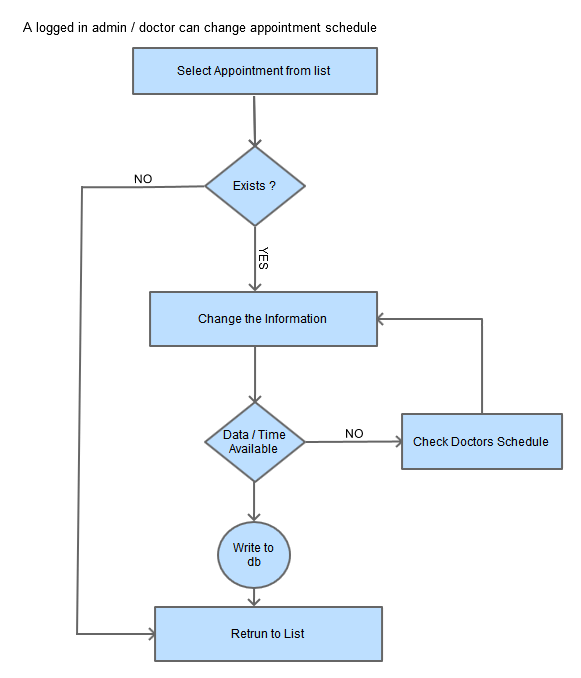 A logged in admin / doctor can change appointment schedule
Select Appointment from list
NO
Exists ?
YES
Change the Information
Data / Time
Available
NO
Check Doctors Schedule
Write to
db
Retrun to List